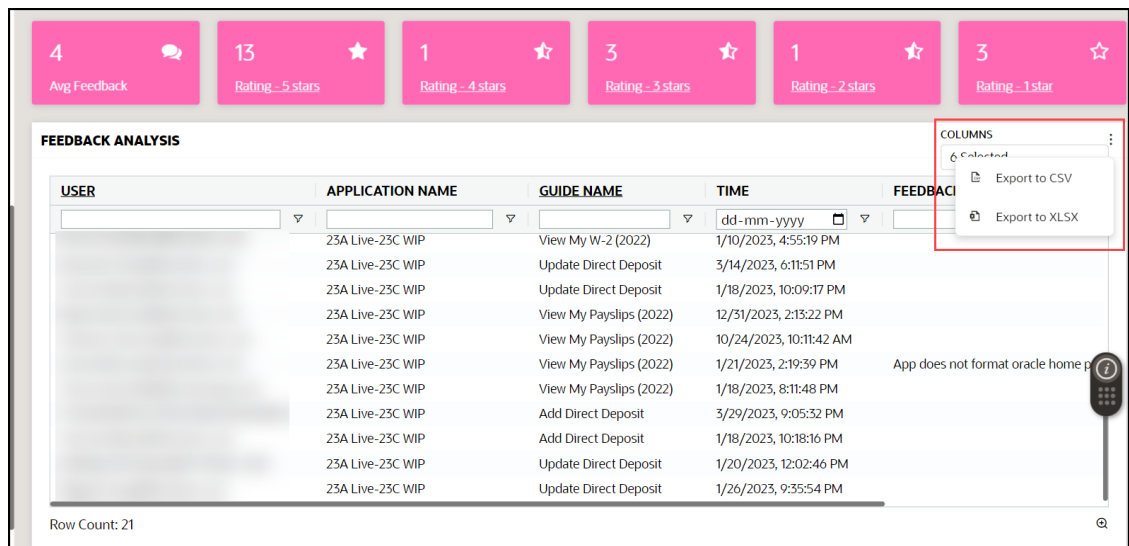 4
Avg Feedback
13
Rating - 5 stars
1
Rating - 4 stars
3
Rating - 3 stars
1
Rating - 2 stars
3
Rating - 1 star
FEEDBACK ANALYSIS
COLUMNS
6 Selected
Export to CSV
Export to XLSX
USER APPLICATION NAME GUIDE NAME TIME
dd-mm-yyyy
23A Live-23C WIP View My W-2 (2022) 1/10/2023, 4:55:19 PM
23A Live-23C WIP Update Direct Deposit 3/14/2023, 6:11:51 PM
23A Live-23C WIP Update Direct Deposit 1/18/2023, 10:09:17 PM
23A Live-23C WIP View My Payslips (2022) 12/31/2023, 2:13:22 PM
23A Live-23C WIP View My Payslips (2022) 10/24/2023, 10:11:42 AM
23A Live-23C WIP View My Payslips (2022) 1/21/2023, 2:19:39 PM App does not format oracle home p
23A Live-23C WIP View My Payslips (2022) 1/18/2023, 8:11:48 PM
23A Live-23C WIP Add Direct Deposit 3/29/2023, 9:05:32 PM
23A Live-23C WIP Add Direct Deposit 1/18/2023, 10:18:16 PM
23A Live-23C WIP Update Direct Deposit 1/20/2023, 12:02:46 PM
23A Live-23C WIP Update Direct Deposit 1/26/2023, 9:35:54 PM
Row Count: 21